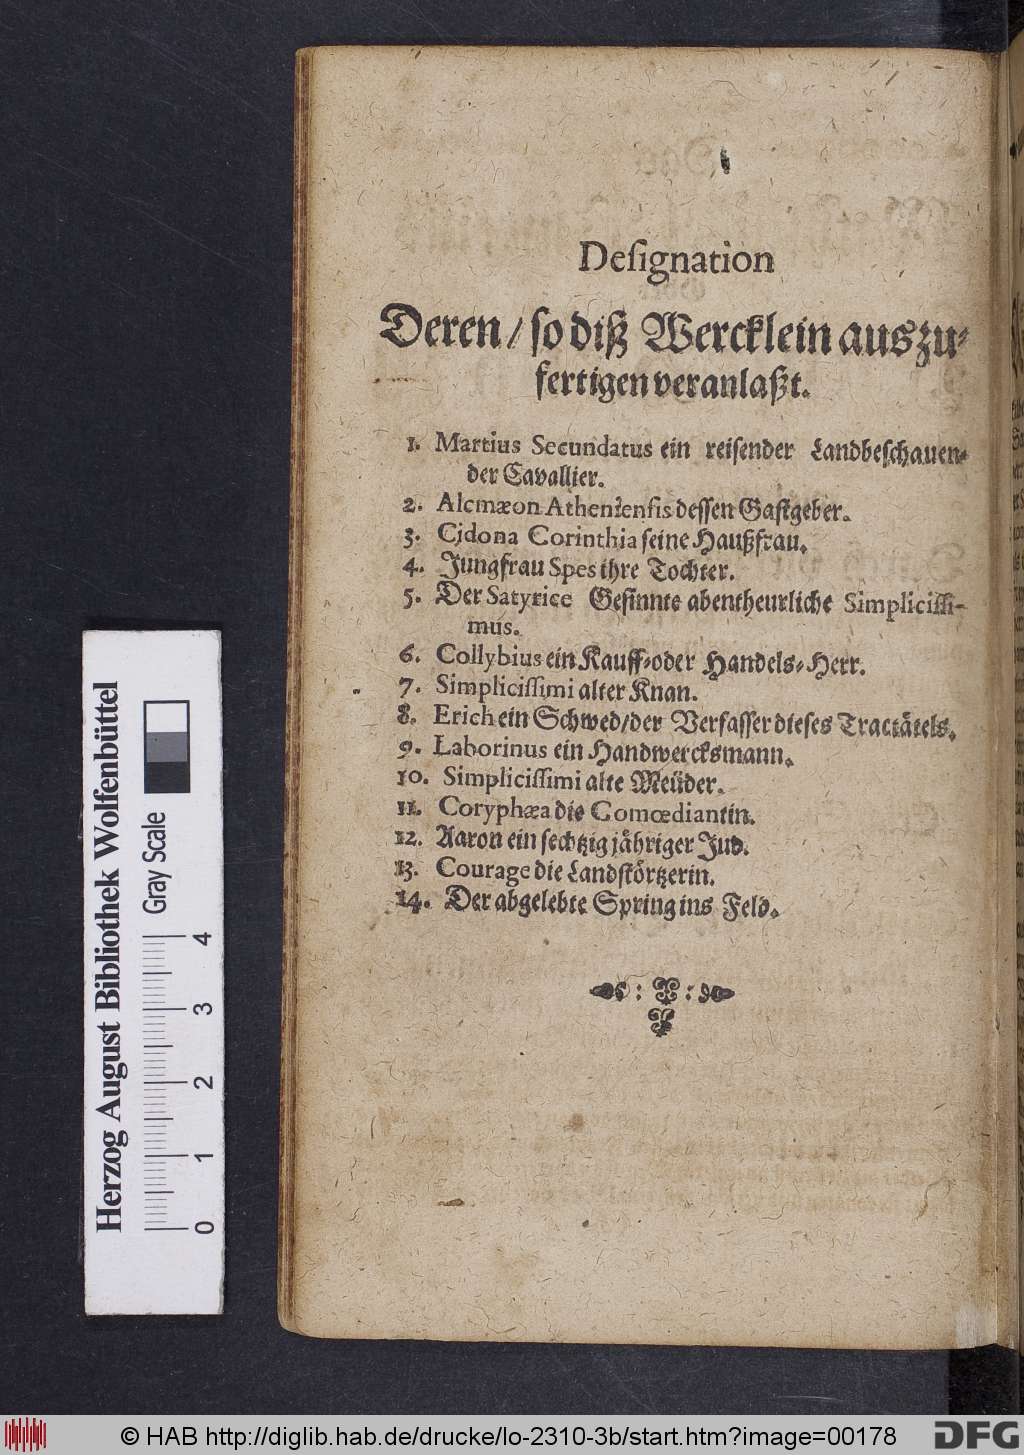 Deſignation
Deren / ſo diß Wercklein auszu⸗
fertigen veranlaßt.
1. Martius Secundatus ein reiſender Landbeſchauen⸗
der Cavallier.
2. Alcmæon Athenienſis deſſen Gaſtgeber.
3. Cidona Corinthia ſeine Haußfrau.
4. Jungfrau Spes ihre Tochter.
5. Der Satyrice Geſinnte abentheurliche Simpliciſſi-
mus.
6. Collybius ein Kauff⸗oder Handels⸗Herr.
7. Simpliciſſimi alter Knan.
8. Erich ein Schwed/der Verfaſſer dieſes Tractätels.
9. Laborinus ein Handwercksmann.
10. Simpliciſſimi alte Meüder.
11. Coryphæa die Comœdiantin.
12. Aaron ein ſechtzig jähriger Jud.
13. Courage die Landſtörtzerin.
14. Der abgelebte Spring ins Feld.
Herzog August Bibliothek Wolfenbüttel
Gray Scale
0 1 2 3 4
© HAB http://diglib.hab.de/drucke/lo-2310-3b/start.htm?image=00178
DFG